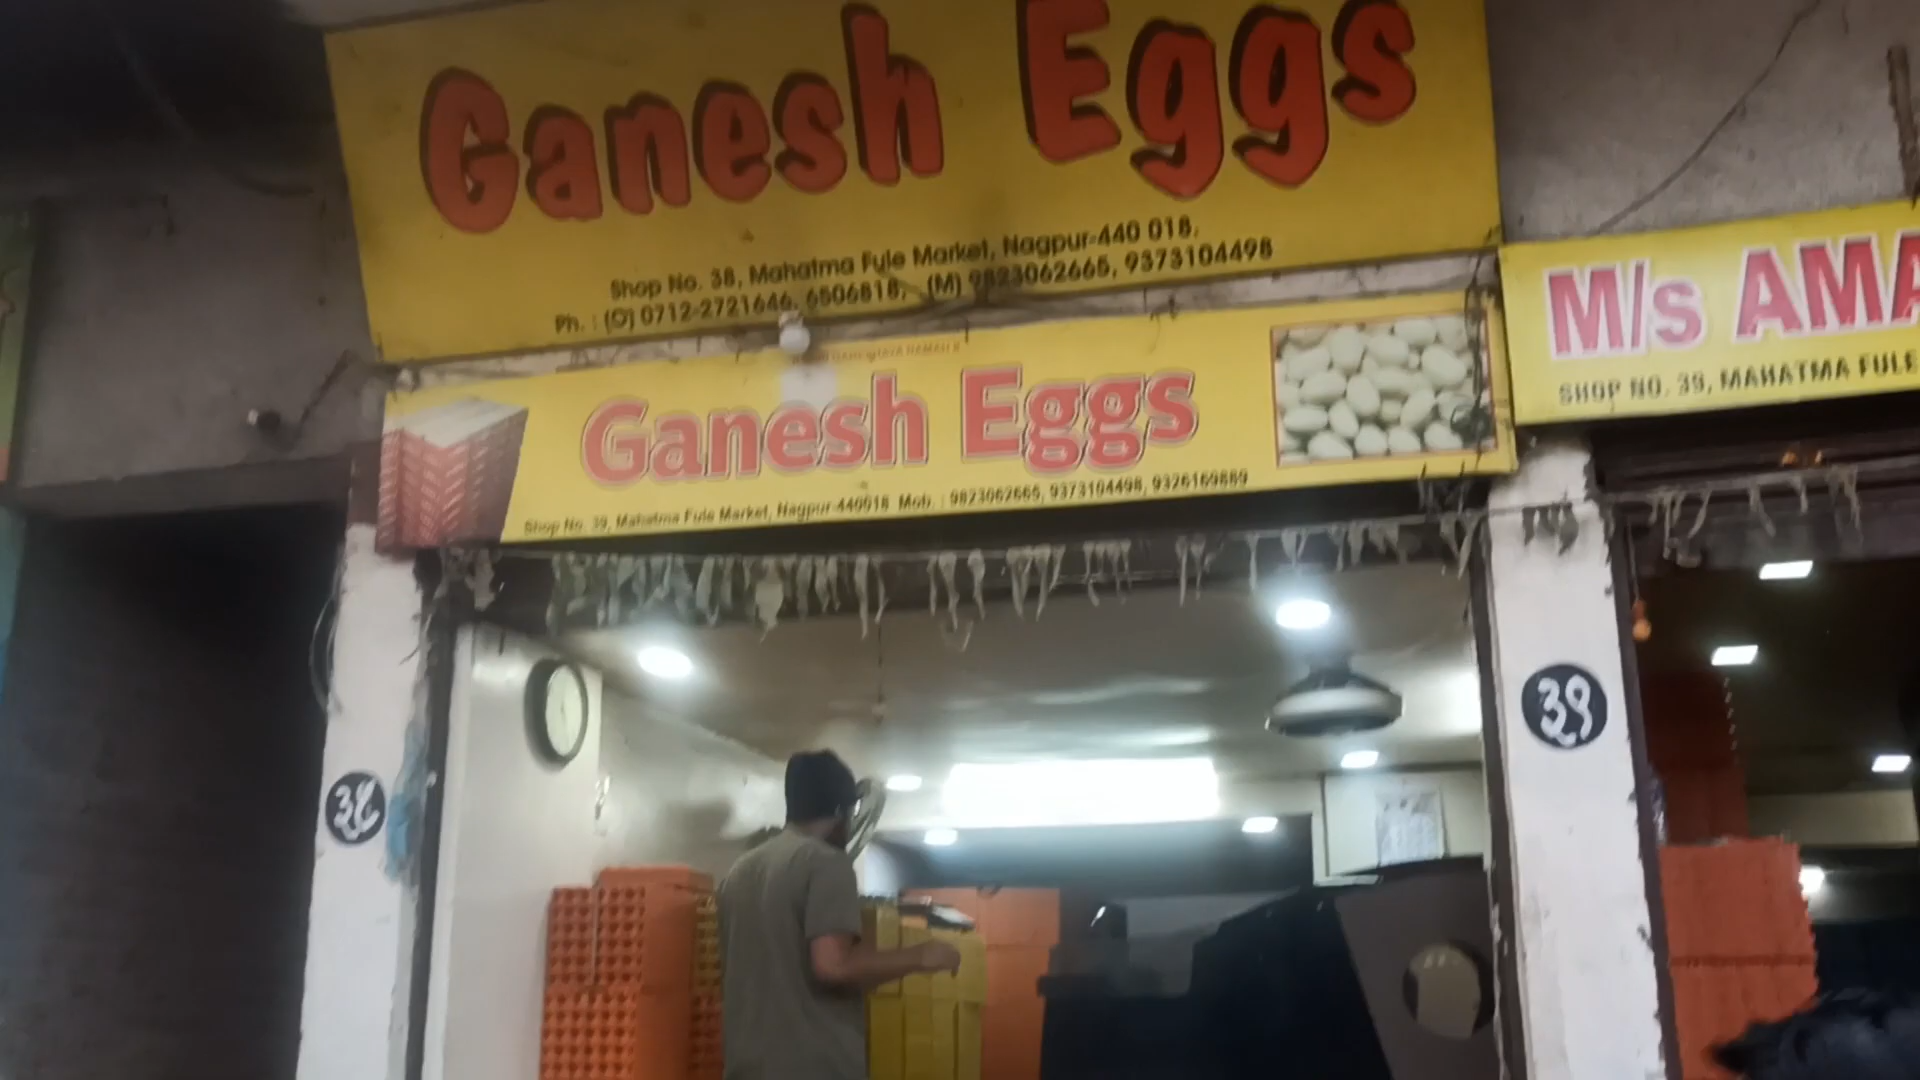 Ganesh Eggs
Shop No. 38, Mahatma Fule Market, Nagpur-440 018.
Ph. : (O) 0712-2721646, 6506818, (M) 9823062665, 9373104498
Ganesh Eggs
Shop No. 39, Mahatma Fule Market, Nagpur-440018 Mob. : 9823062665, 9373104498, 9326169889
M/s AMA
SHOP NO. 39, MAHATMA FULE
38
39